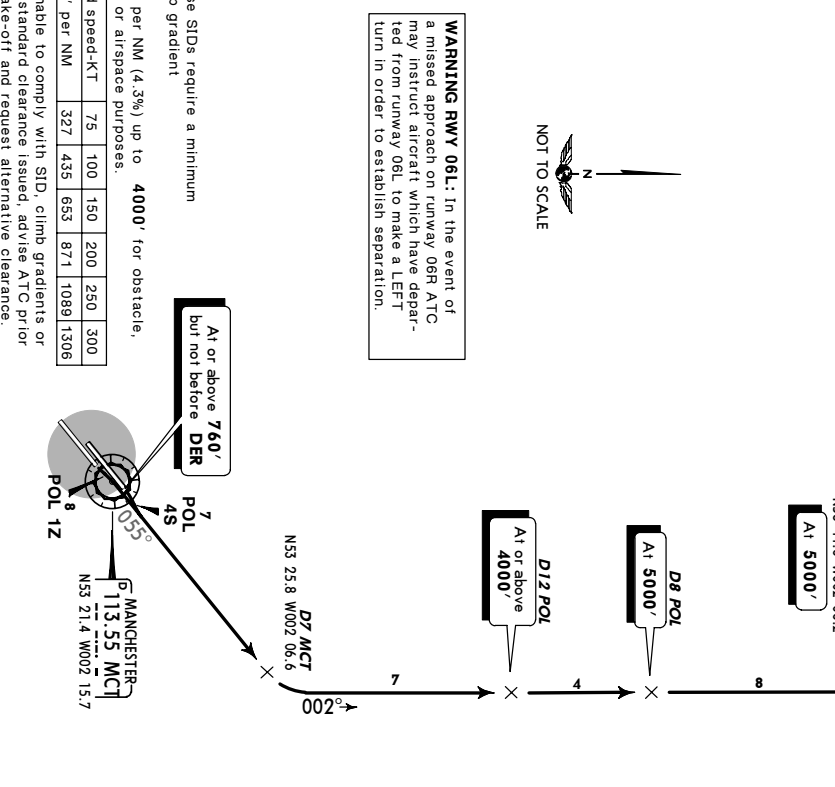 At 5000'
8
At 5000'
D8 POL
4
NOT TO SCALE
N
D12 POL
At or above
4000'
WARNING RWY 06L: In the event of
a missed approach on runway 06R ATC
may instruct aircraft which have depar-
ted from runway 06L to make a LEFT
turn in order to establish separation.
7
002°
D7 MCT
N53 25.8 W002 06.6
At or above 760'
but not before DER
se SIDs require a minimum
gradient
per NM (4.3%) up to 4000' for obstacle,
or airspace purposes.
7
POL
4S
055°
8
POL 1Z
MANCHESTER
D 113.55 MCT
N53 21.4 W002 15.7
speed-KT 75 100 150 200 250 300
per NM 327 435 653 871 1089 1306
able to comply with SID, climb gradients or
standard clearance issued, advise ATC prior
ke-off and request alternative clearance.